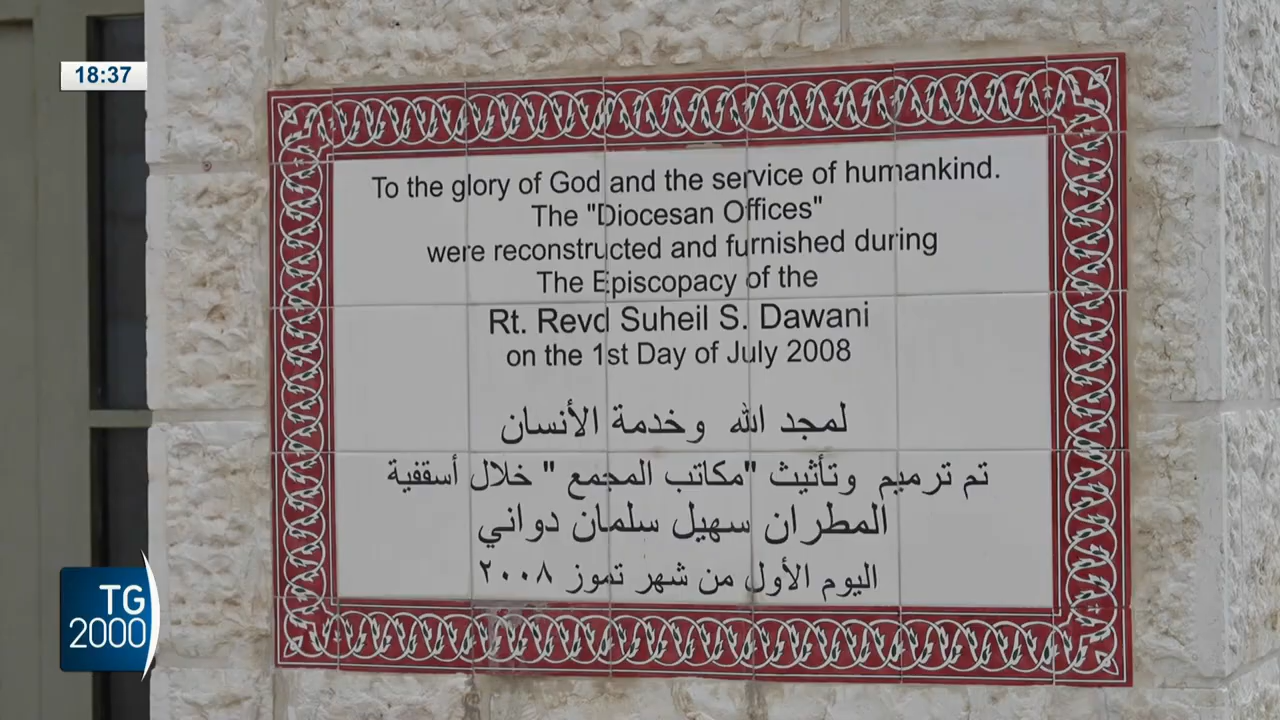 18:37
To the glory of God and the service of humankind.
The "Diocesan Offices"
were reconstructed and furnished during
The Episcopacy of the
Rt. Revd Suheil S. Dawani
on the 1st Day of July 2008
لمجد الله وخدمة الأنسان
تم ترميم وتأثيث "مكاتب المجمع " خلال أسقفية
المطران سهيل سلمان دواني
اليوم الأول من شهر تموز ٢٠٠٨
TG
2000